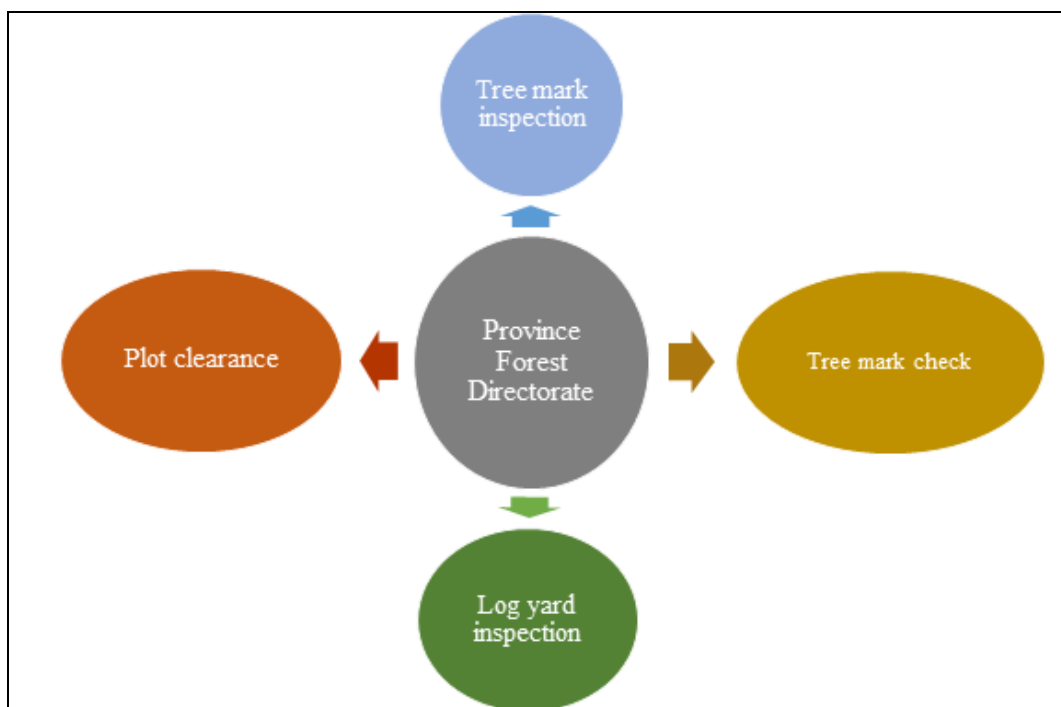 Tree mark
inspection
Plot clearance
Province
Forest
Directorate
Tree mark check
Log yard
inspection